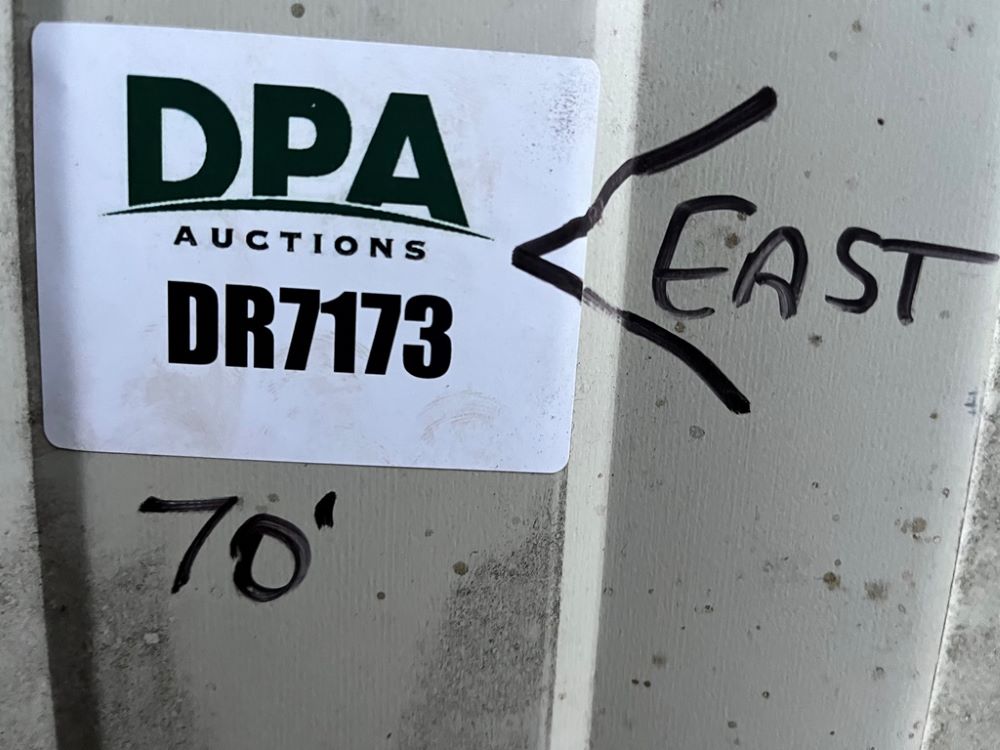 DPA
AUCTIONS
DR7173
EAST
70'